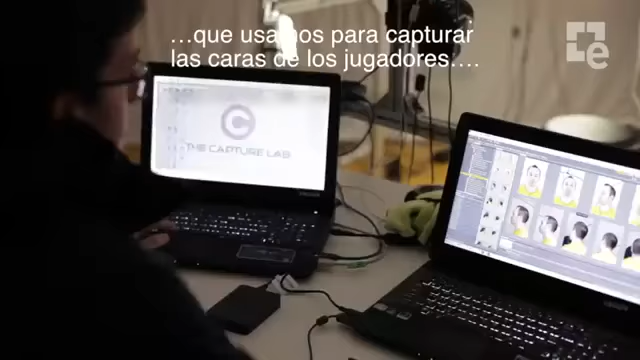 …que usamos para capturar
las caras de los jugadores….
e
C
THE CAPTURE LAB